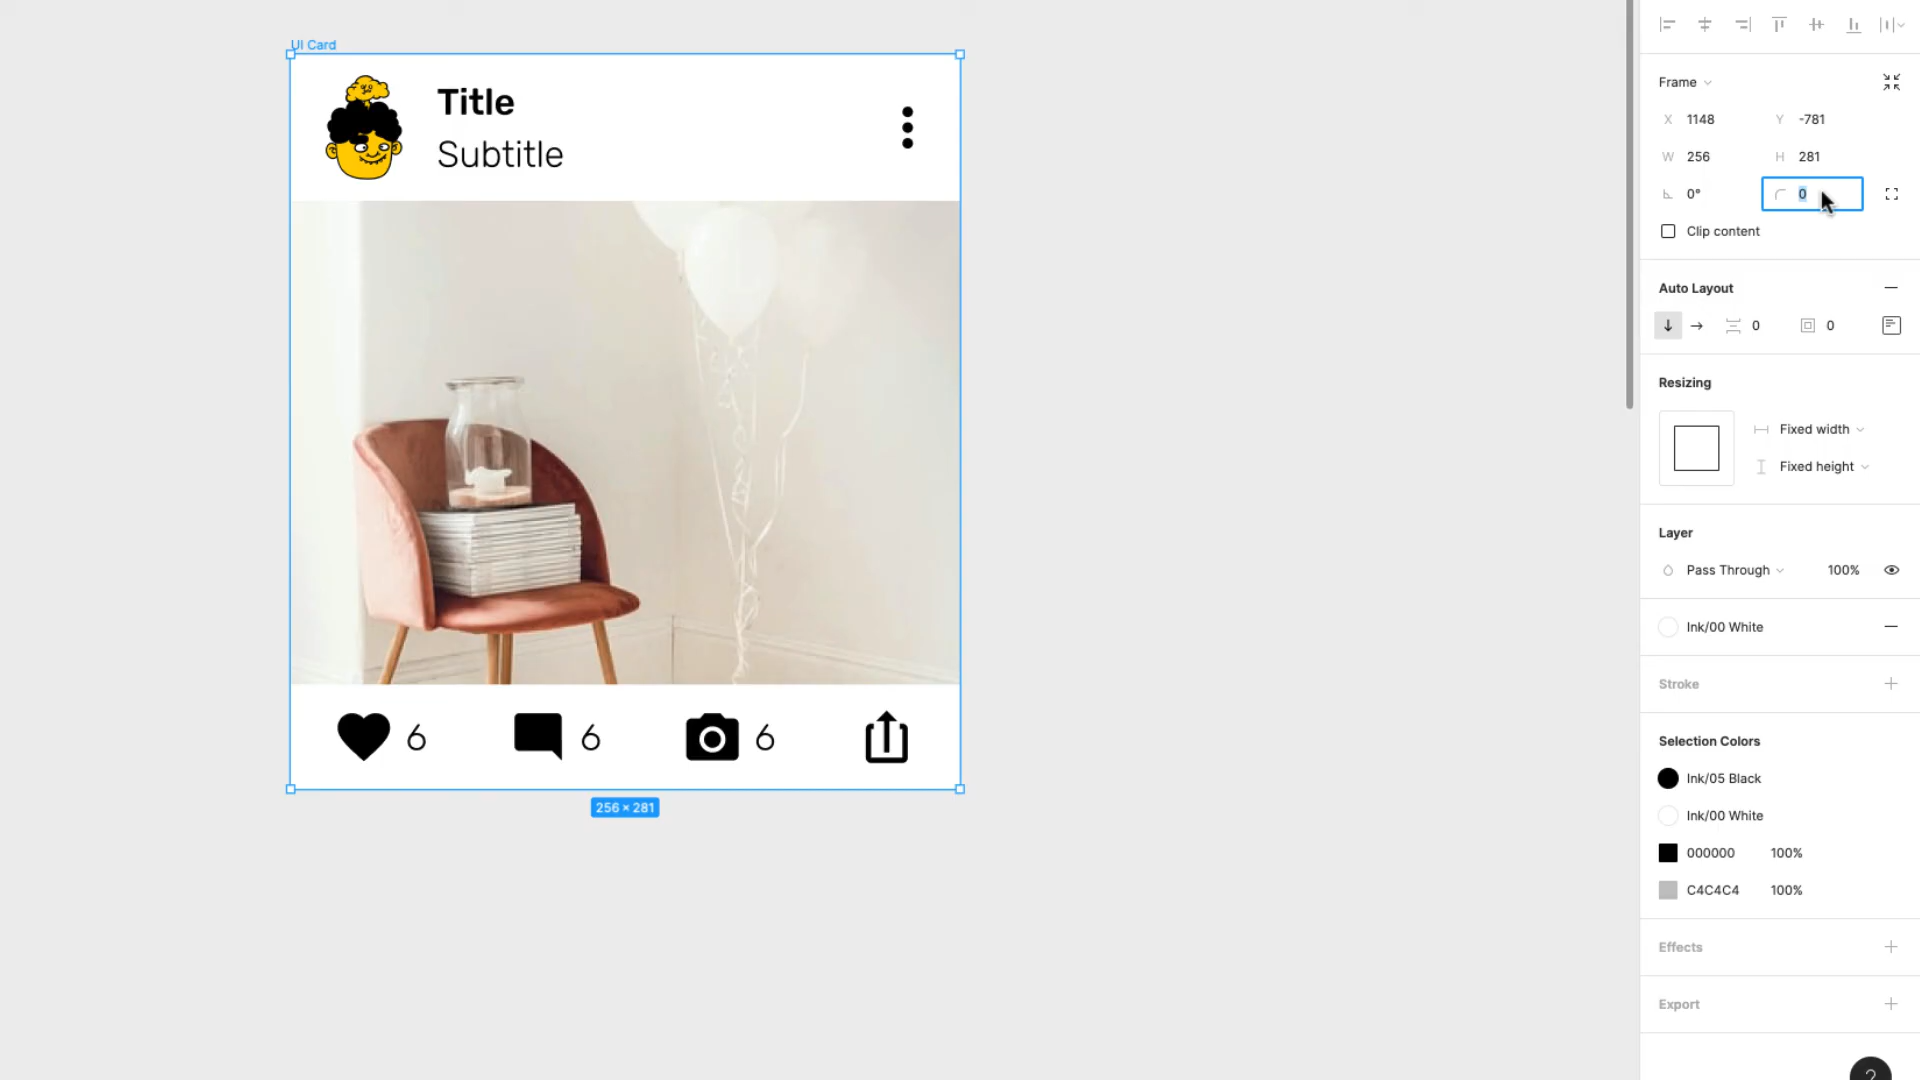 UI Card
Title
Subtitle
6 6 6
256 × 281
Frame
X 1148 Y -781
W 256 H 281
0° 0
Clip content
Auto Layout
0 0
Resizing
Fixed width
Fixed height
Layer
Pass Through 100%
Ink/00 White
Stroke
Selection Colors
Ink/05 Black
Ink/00 White
000000 100%
C4C4C4 100%
Effects
Export
?